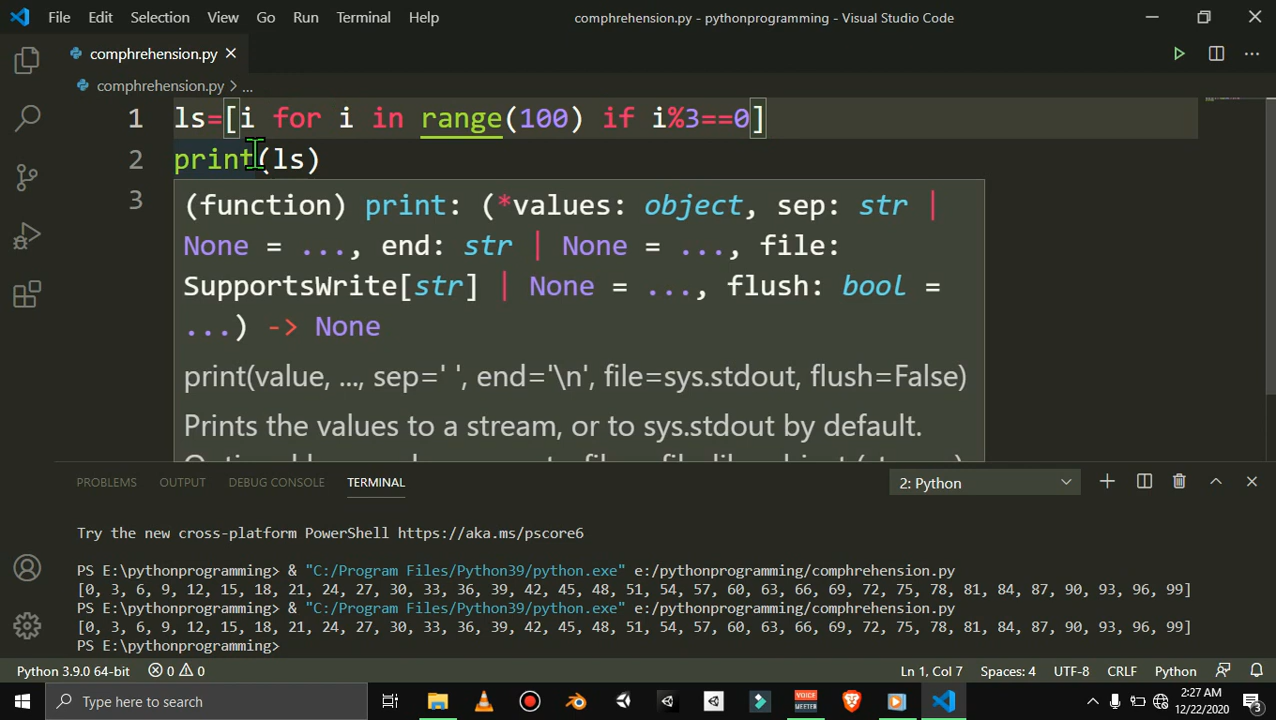 File Edit Selection View Go Run Terminal Help comphrehension.py - pythonprogramming - Visual Studio Code
comphrehension.py
comphrehension.py > ...
1 ls=[i for i in range(100) if i%3==0]
2 print(ls)
3
(function) print: (*values: object, sep: str |
None = ..., end: str | None = ..., file:
SupportsWrite[str] | None = ..., flush: bool =
...) -> None
print(value, ..., sep=' ', end='\n', file=sys.stdout, flush=False)
Prints the values to a stream, or to sys.stdout by default.
PROBLEMS OUTPUT DEBUG CONSOLE TERMINAL 2: Python
Try the new cross-platform PowerShell https://aka.ms/pscore6
PS E:\pythonprogramming> & "C:/Program Files/Python39/python.exe" e:/pythonprogramming/comphrehension.py
[0, 3, 6, 9, 12, 15, 18, 21, 24, 27, 30, 33, 36, 39, 42, 45, 48, 51, 54, 57, 60, 63, 66, 69, 72, 75, 78, 81, 84, 87, 90, 93, 96, 99]
PS E:\pythonprogramming> & "C:/Program Files/Python39/python.exe" e:/pythonprogramming/comphrehension.py
[0, 3, 6, 9, 12, 15, 18, 21, 24, 27, 30, 33, 36, 39, 42, 45, 48, 51, 54, 57, 60, 63, 66, 69, 72, 75, 78, 81, 84, 87, 90, 93, 96, 99]
PS E:\pythonprogramming>
Python 3.9.0 64-bit 0 0 Ln 1, Col 7 Spaces: 4 UTF-8 CRLF Python
Type here to search VOICE MEETER 2:27 AM
12/22/2020 3